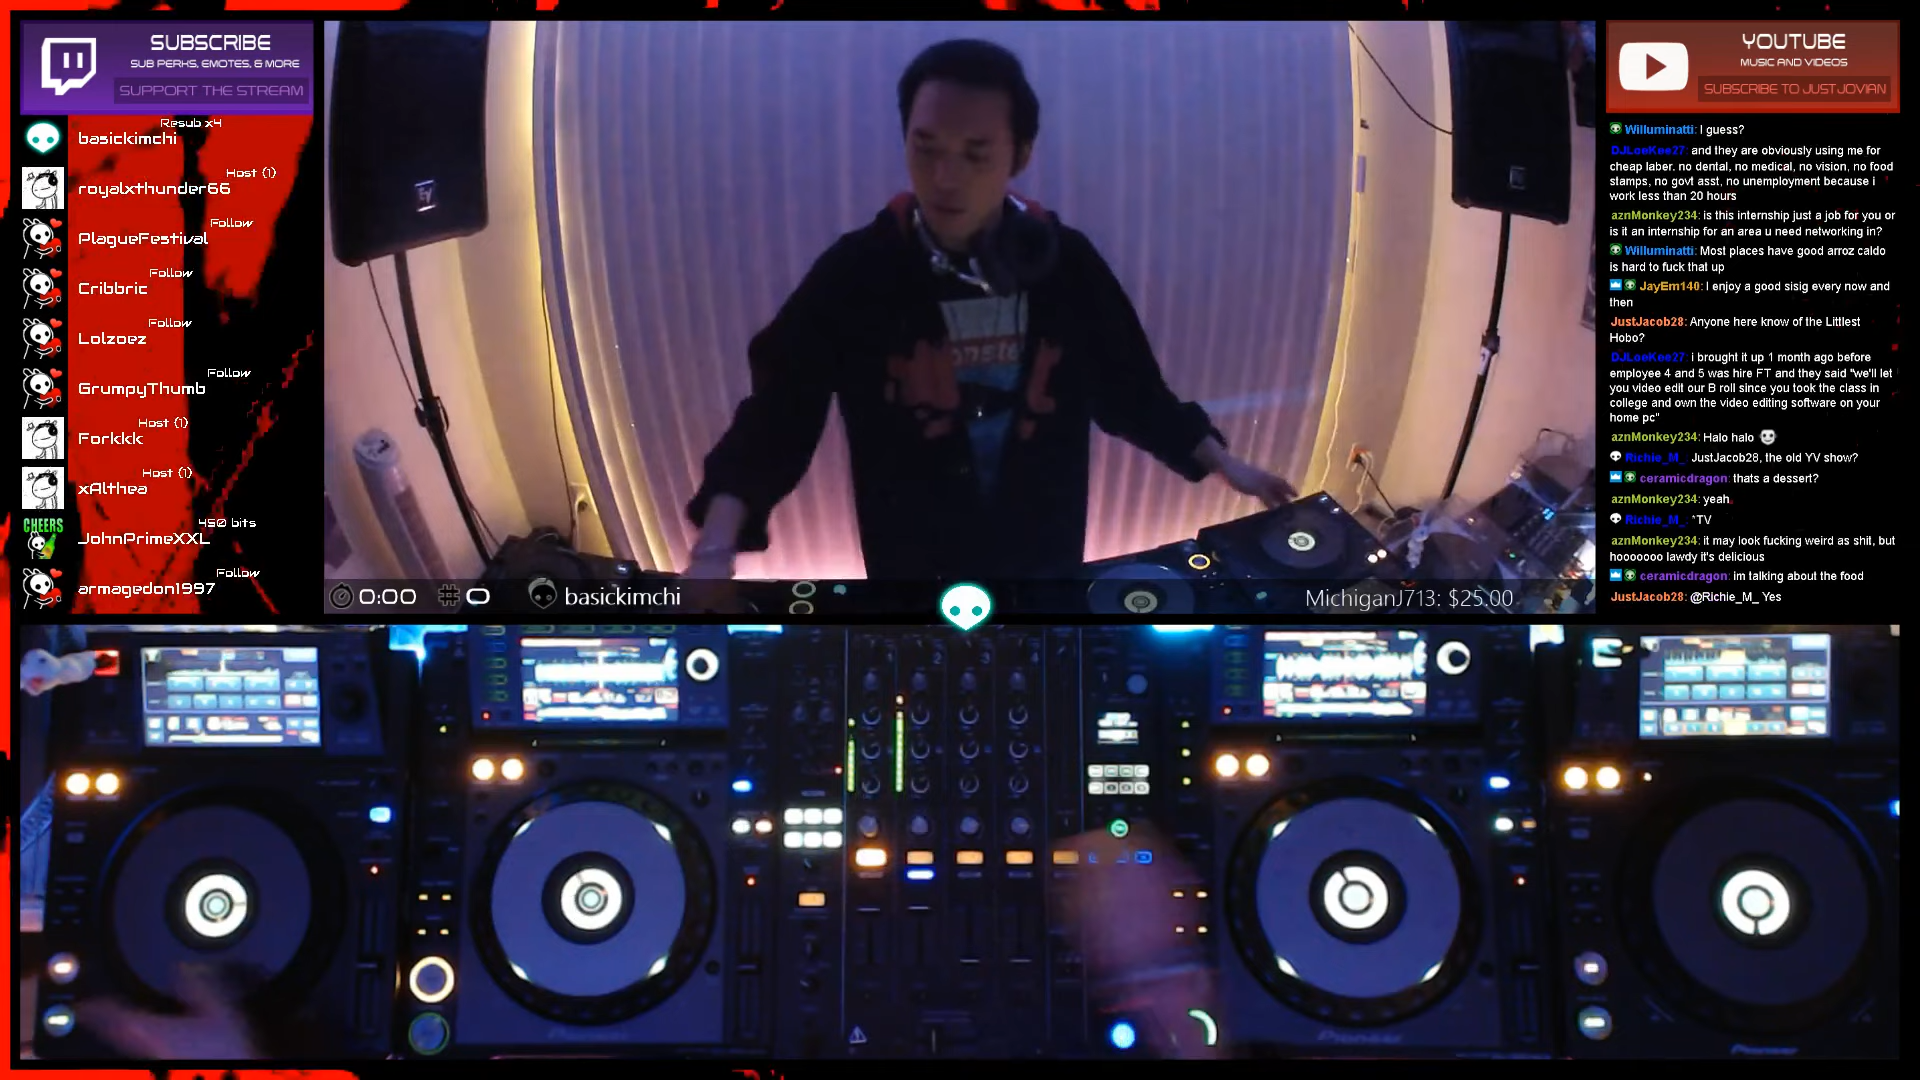 SUBSCRIBE
SUB PERKS, EMOTES, & MORE
SUPPORT THE STREAM
Resub x4
basickimchi
Host (1)
royalxthunder66
Follow
PlagueFestival
Follow
Cribbric
Follow
Lolzoez
Follow
GrumpyThumb
Host (1)
Forkkk
Host (1)
xAlthea
CHEERS
450 bits
JohnPrimeXXL
Follow
armagedon1997
EV
0:00
0
basickimchi
MichiganJ713: $25.00
YOUTUBE
MUSIC AND VIDEOS
SUBSCRIBE TO JUSTJOVIAN
Willuminatti: I guess?
DJLoeKee27: and they are obviously using me for
cheap laber. no dental, no medical, no vision, no food
stamps, no govt asst, no unemployment because i
work less than 20 hours
aznMonkey234: is this internship just a job for you or
is it an internship for an area u need networking in?
Willuminatti: Most places have good arroz caldo
is hard to fuck that up
JayEm140: I enjoy a good sisig every now and
then
JustJacob28: Anyone here know of the Littlest
Hobo?
DJLoeKee27: i brought it up 1 month ago before
employee 4 and 5 was hire FT and they said "we'll let
you video edit our B roll since you took the class in
college and own the video editing software on your
home pc"
aznMonkey234: Halo halo
Richie_M_: JustJacob28, the old YV show?
ceramicdragon: thats a dessert?
aznMonkey234: yeah
Richie_M_: *TV
aznMonkey234: it may look fucking weird as shit, but
hooooooo lawdy it's delicious
ceramicdragon: im talking about the food
JustJacob28: @Richie_M_ Yes
1
2
3
4
Pioneer
Pioneer
Pioneer